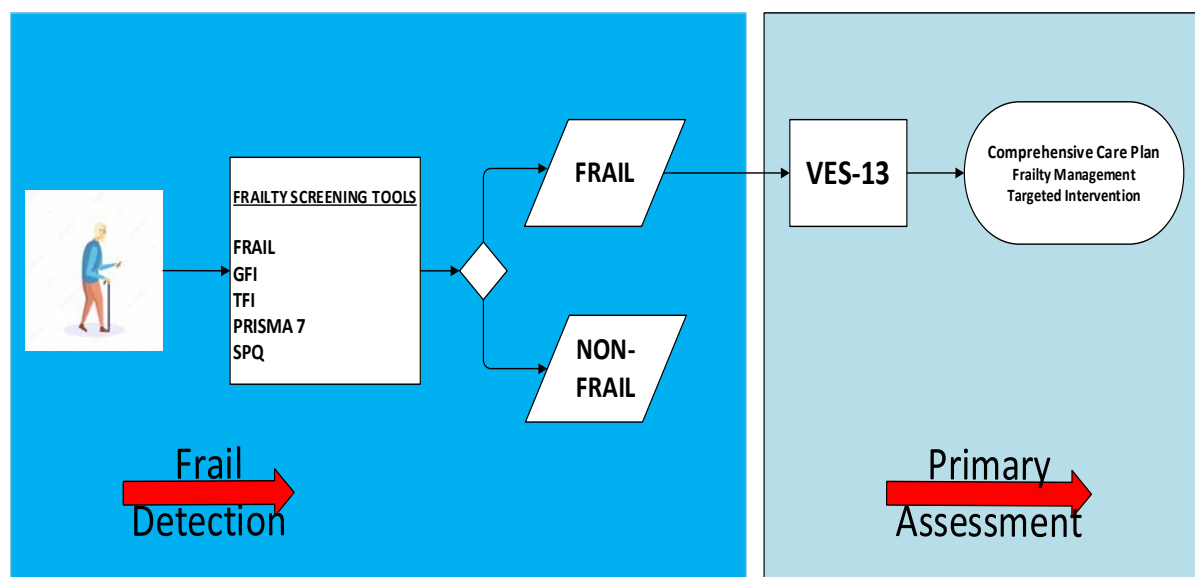 FRAILTY SCREENING TOOLS
FRAIL
GFI
TFI
PRISMA 7
SPQ
FRAIL
NON-
FRAIL
Frail
Detection
VES-13
Comprehensive Care Plan
Frailty Management
Targeted Intervention
Primary
Assessment